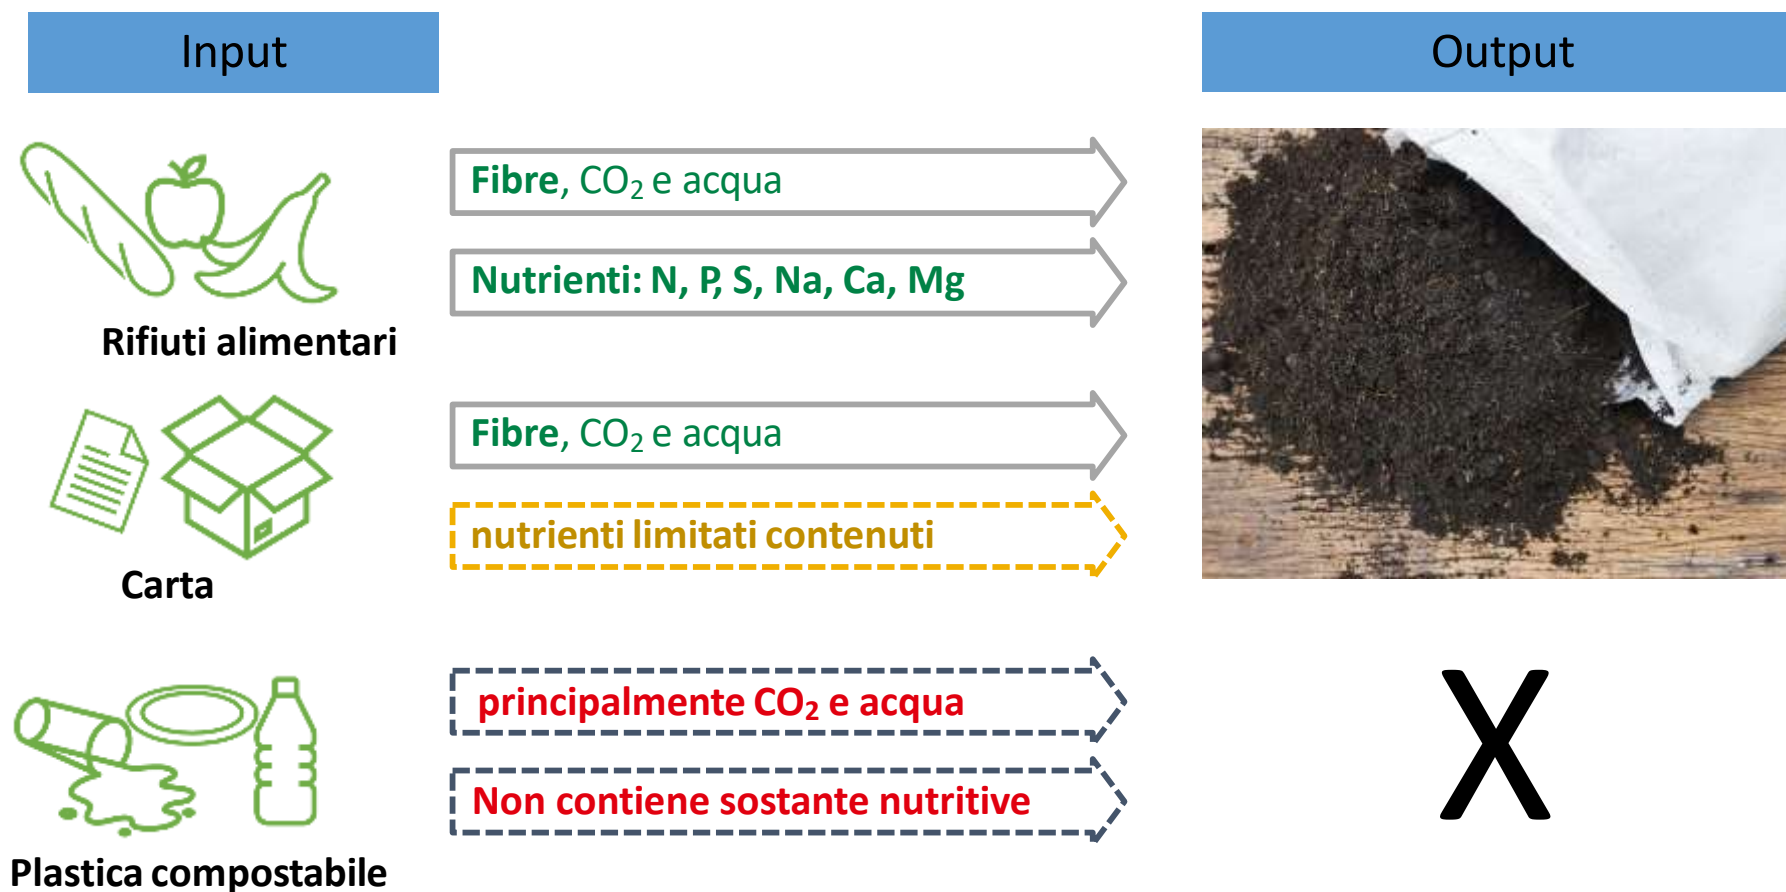 Input
Output
Fibre, CO₂ e acqua
Nutrienti: N, P, S, Na, Ca, Mg
Rifiuti alimentari
Fibre, CO₂ e acqua
nutrienti limitati contenuti
Carta
principalmente CO₂ e acqua
X
Non contiene sostante nutritive
Plastica compostabile